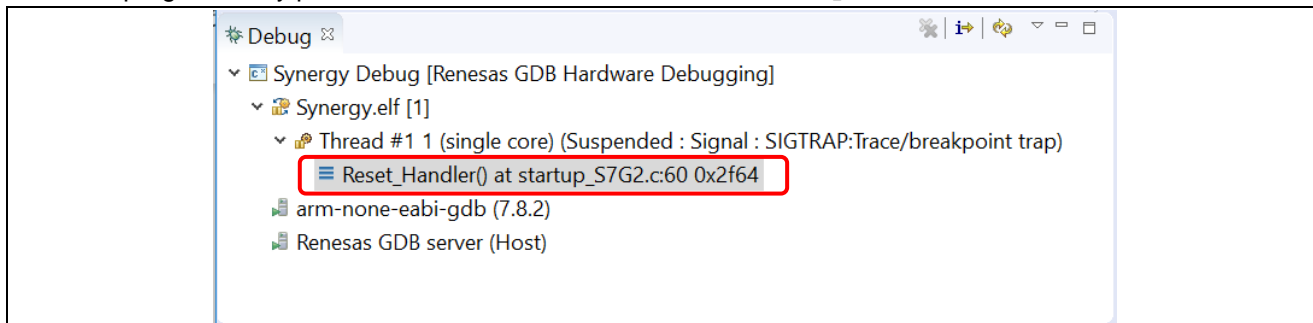 Debug
Synergy Debug [Renesas GDB Hardware Debugging]
Synergy.elf [1]
Thread #1 1 (single core) (Suspended : Signal : SIGTRAP:Trace/breakpoint trap)
Reset_Handler() at startup_S7G2.c:60 0x2f64
arm-none-eabi-gdb (7.8.2)
Renesas GDB server (Host)